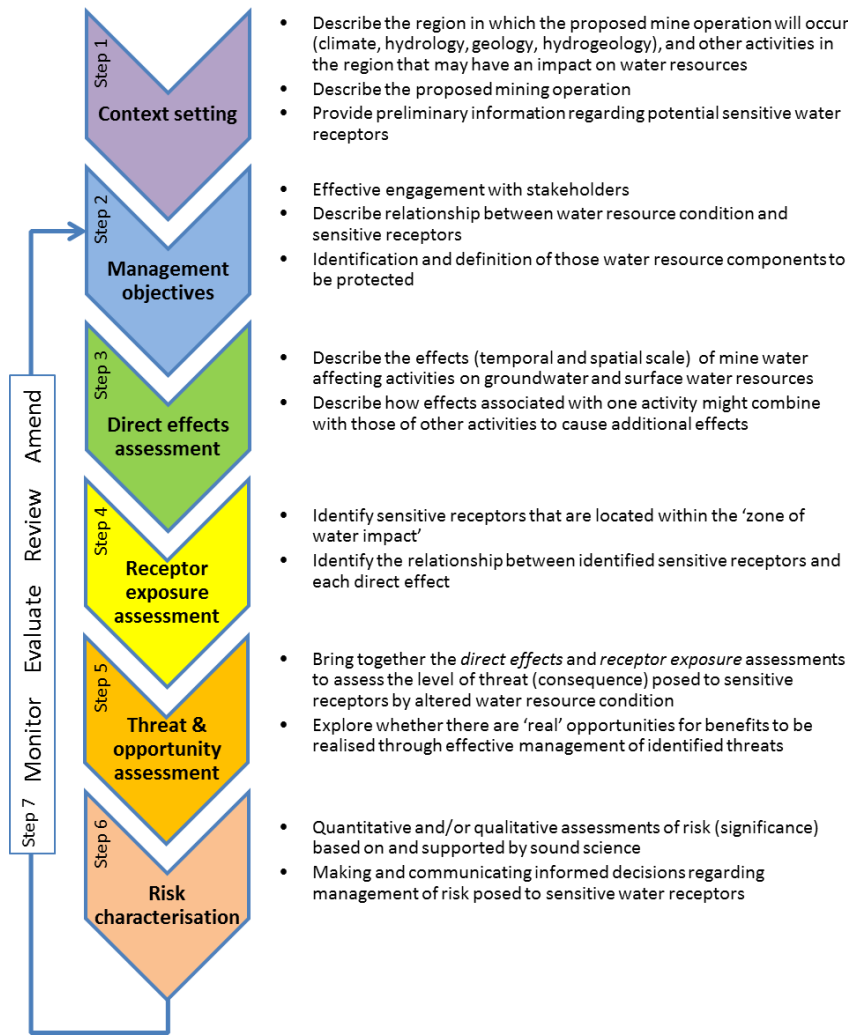 Step 1
Context setting
• Describe the region in which the proposed mine operation will occur
(climate, hydrology, geology, hydrogeology), and other activities in
the region that may have an impact on water resources
• Describe the proposed mining operation
• Provide preliminary information regarding potential sensitive water
receptors
Step 2
Management
objectives
• Effective engagement with stakeholders
• Describe relationship between water resource condition and
sensitive receptors
• Identification and definition of those water resource components to
be protected
Step 3
Direct effects
assessment
• Describe the effects (temporal and spatial scale) of mine water
affecting activities on groundwater and surface water resources
• Describe how effects associated with one activity might combine
with those of other activities to cause additional effects
Step 4
Receptor
exposure
assessment
• Identify sensitive receptors that are located within the ‘zone of
water impact’
• Identify the relationship between identified sensitive receptors and
each direct effect
Step 5
Threat &
opportunity
assessment
• Bring together the direct effects and receptor exposure assessments
to assess the level of threat (consequence) posed to sensitive
receptors by altered water resource condition
• Explore whether there are ‘real’ opportunities for benefits to be
realised through effective management of identified threats
Step 6
Risk
characterisation
• Quantitative and/or qualitative assessments of risk (significance)
based on and supported by sound science
• Making and communicating informed decisions regarding
management of risk posed to sensitive water receptors
Step 7 Monitor Evaluate Review Amend